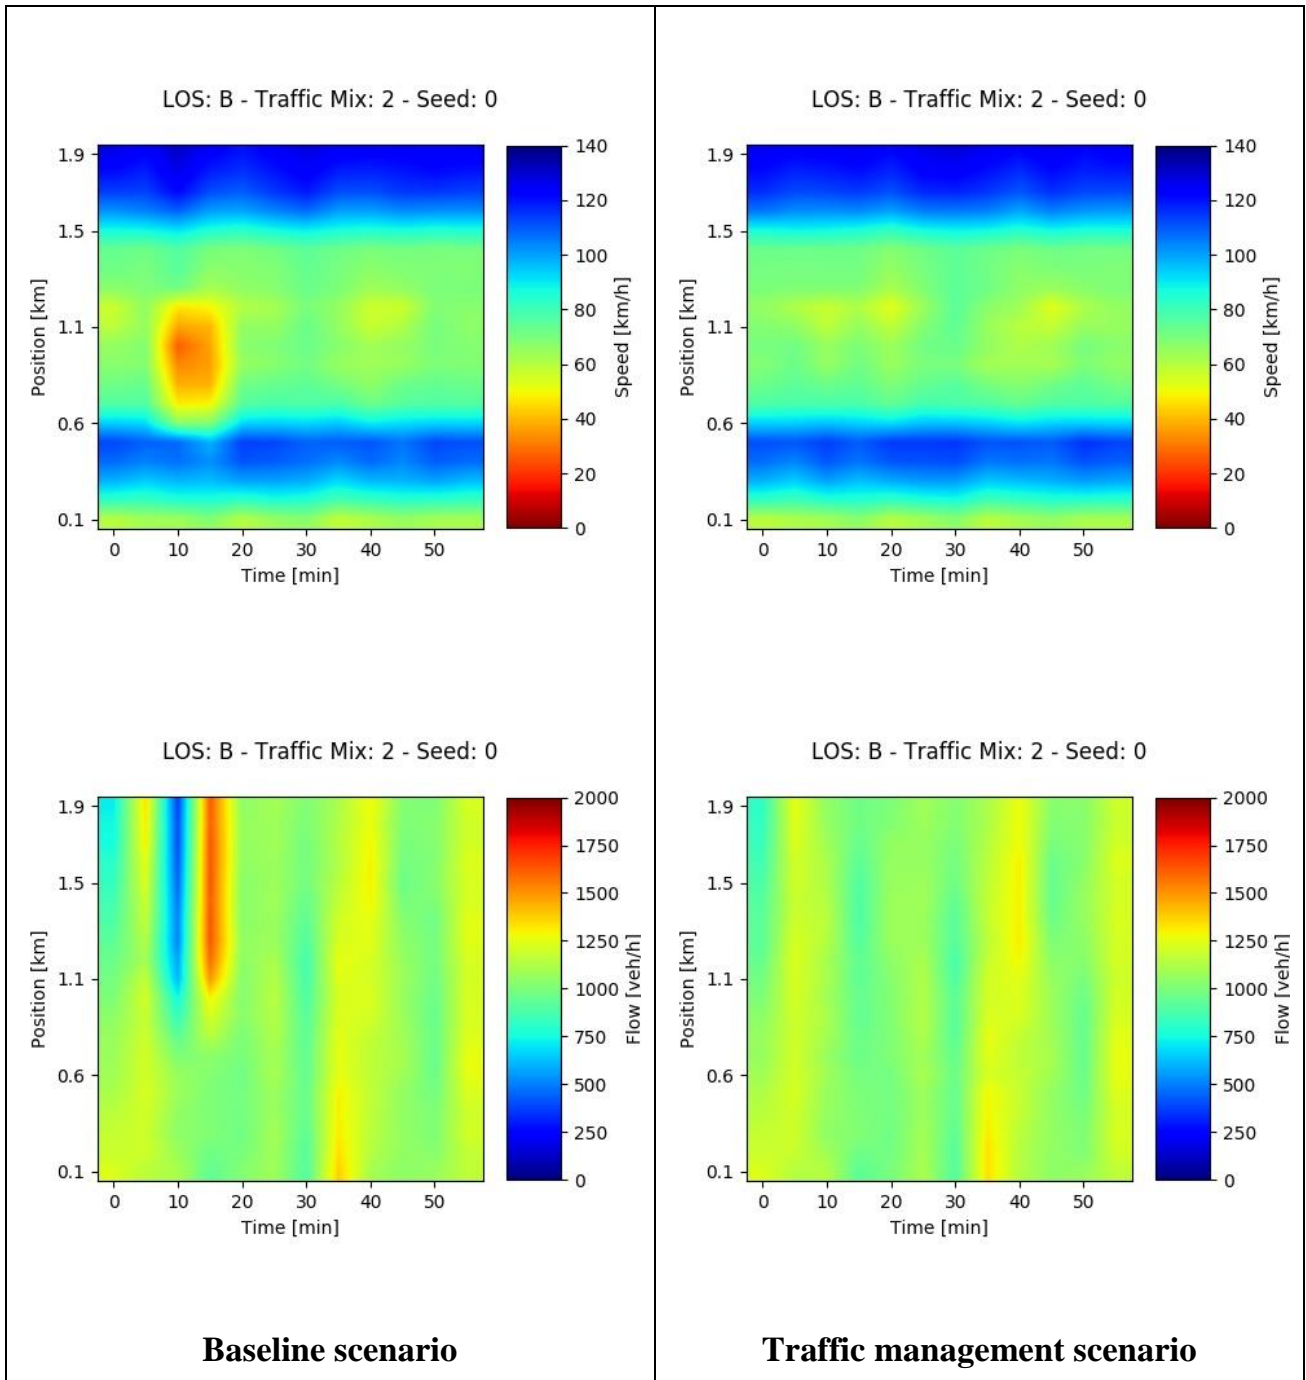 LOS: B - Traffic Mix: 2 - Seed: 0
1.9
1.5
1.1
0.6
0.1
Position [km]
0 10 20 30 40 50
Time [min]
140
120
100
80
60
40
20
0
Speed [km/h]
LOS: B - Traffic Mix: 2 - Seed: 0
1.9
1.5
1.1
0.6
0.1
Position [km]
0 10 20 30 40 50
Time [min]
140
120
100
80
60
40
20
0
Speed [km/h]
LOS: B - Traffic Mix: 2 - Seed: 0
1.9
1.5
1.1
0.6
0.1
Position [km]
0 10 20 30 40 50
Time [min]
2000
1750
1500
1250
1000
750
500
250
0
Flow [veh/h]
LOS: B - Traffic Mix: 2 - Seed: 0
1.9
1.5
1.1
0.6
0.1
Position [km]
0 10 20 30 40 50
Time [min]
2000
1750
1500
1250
1000
750
500
250
0
Flow [veh/h]
Baseline scenario
Traffic management scenario